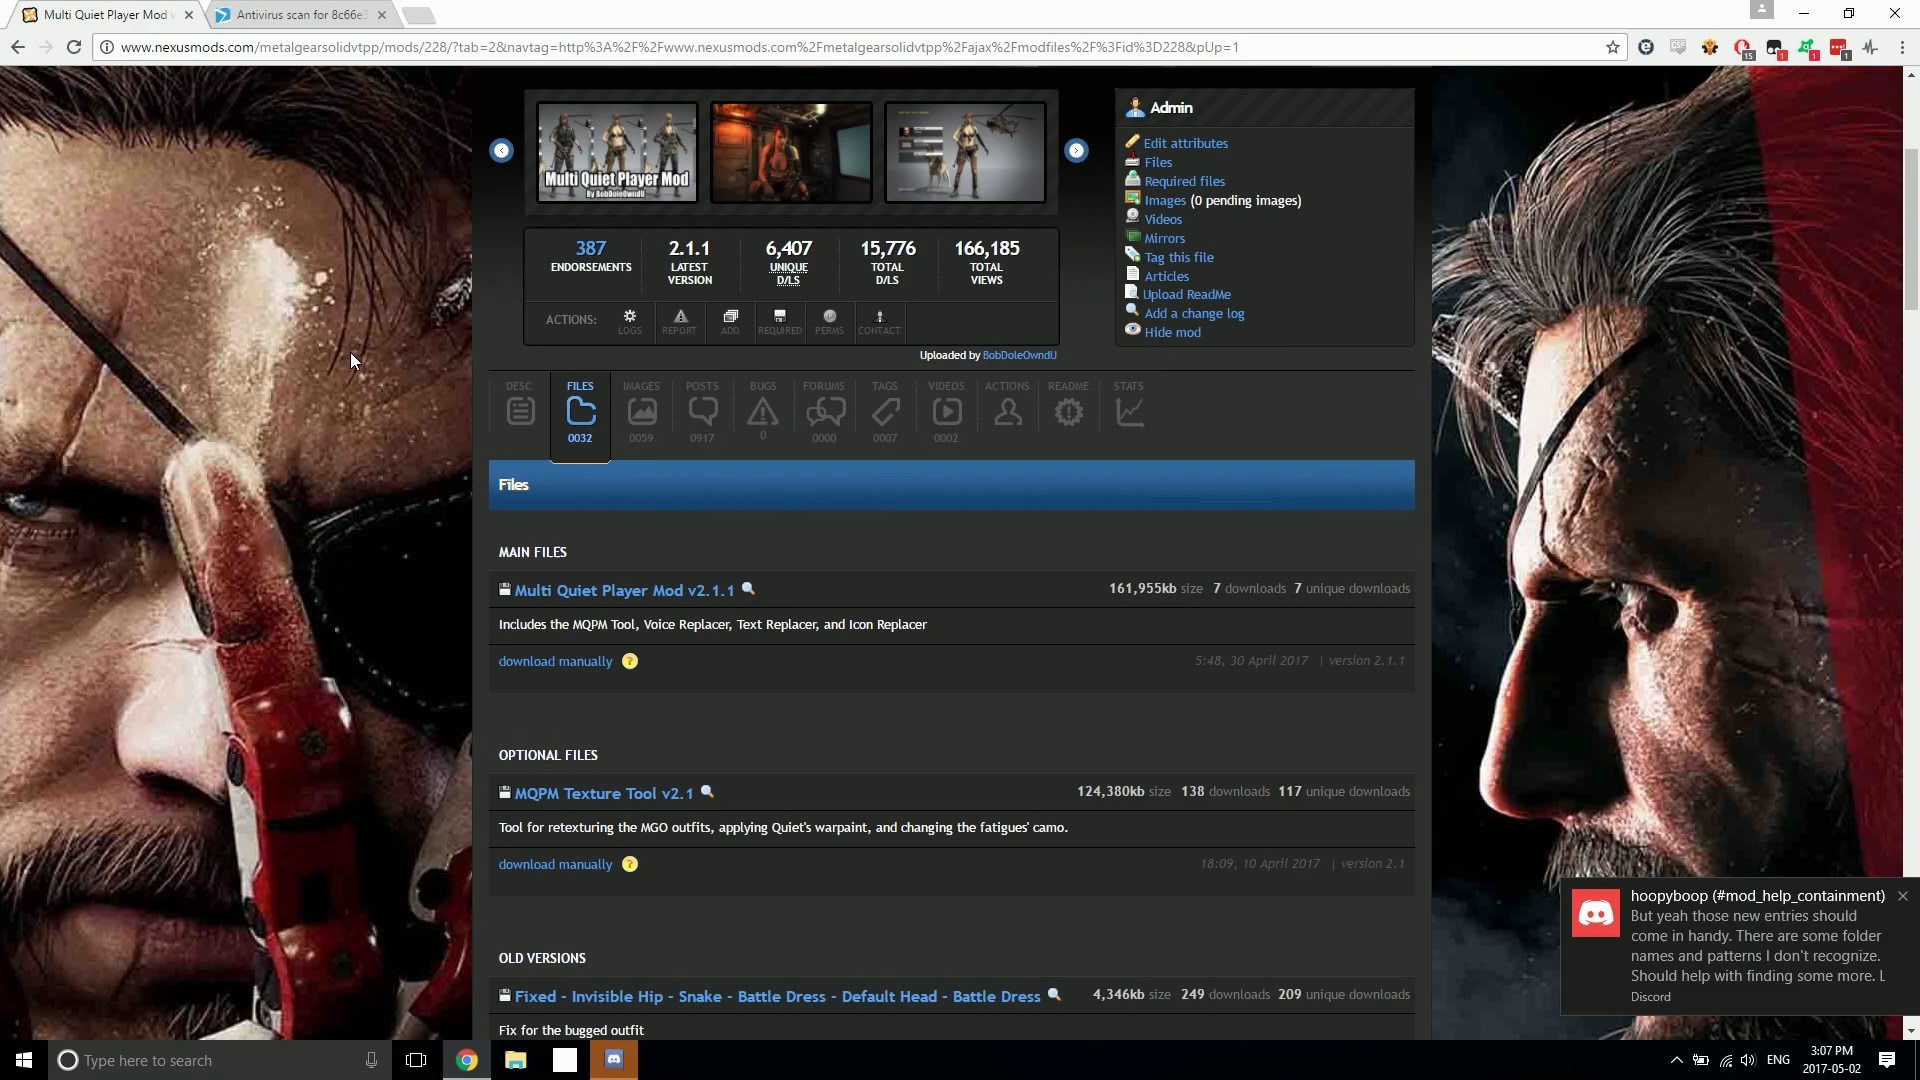 Multi Quiet Player Mod v
Antivirus scan for 8c66e3
www.nexusmods.com/metalgearsolidvtpp/mods/228/?tab=2&navtag=http%3A%2F%2Fwww.nexusmods.com%2Fmetalgearsolidvtpp%2Fajax%2Fmodfiles%2F%3Fid%3D228&pUp=1
15 1 1 1
Multi Quiet Player Mod
By BobDoleOwndU
Admin
Edit attributes
Files
Required files
Images (0 pending images)
Videos
Mirrors
Tag this file
Articles
Upload ReadMe
Add a change log
Hide mod
387 2.1.1 6,407 15,776 166,185
ENDORSEMENTS LATEST UNIQUE TOTAL TOTAL
VERSION D/LS D/LS VIEWS
ACTIONS: LOGS REPORT ADD REQUIRED PERMS CONTACT
Uploaded by BobDoleOwndU
DESC FILES IMAGES POSTS BUGS FORUMS TAGS VIDEOS ACTIONS README STATS
0032 0059 0917 0 0000 0007 0002
Files
MAIN FILES
Multi Quiet Player Mod v2.1.1 161,955kb size 7 downloads 7 unique downloads
Includes the MQPM Tool, Voice Replacer, Text Replacer, and Icon Replacer
download manually ? 5:48, 30 April 2017 | version 2.1.1
OPTIONAL FILES
MQPM Texture Tool v2.1 124,380kb size 138 downloads 117 unique downloads
Tool for retexturing the MGO outfits, applying Quiet's warpaint, and changing the fatigues' camo.
download manually ? 18:09, 10 April 2017 | version 2.1
OLD VERSIONS
Fixed - Invisible Hip - Snake - Battle Dress - Default Head - Battle Dress 4,346kb size 249 downloads 209 unique downloads
Fix for the bugged outfit
hoopyboop (#mod_help_containment)
But yeah those new entries should
come in handy. There are some folder
names and patterns I don't recognize.
Should help with finding some more. I
Discord
Type here to search
ENG
3:07 PM
2017-05-02